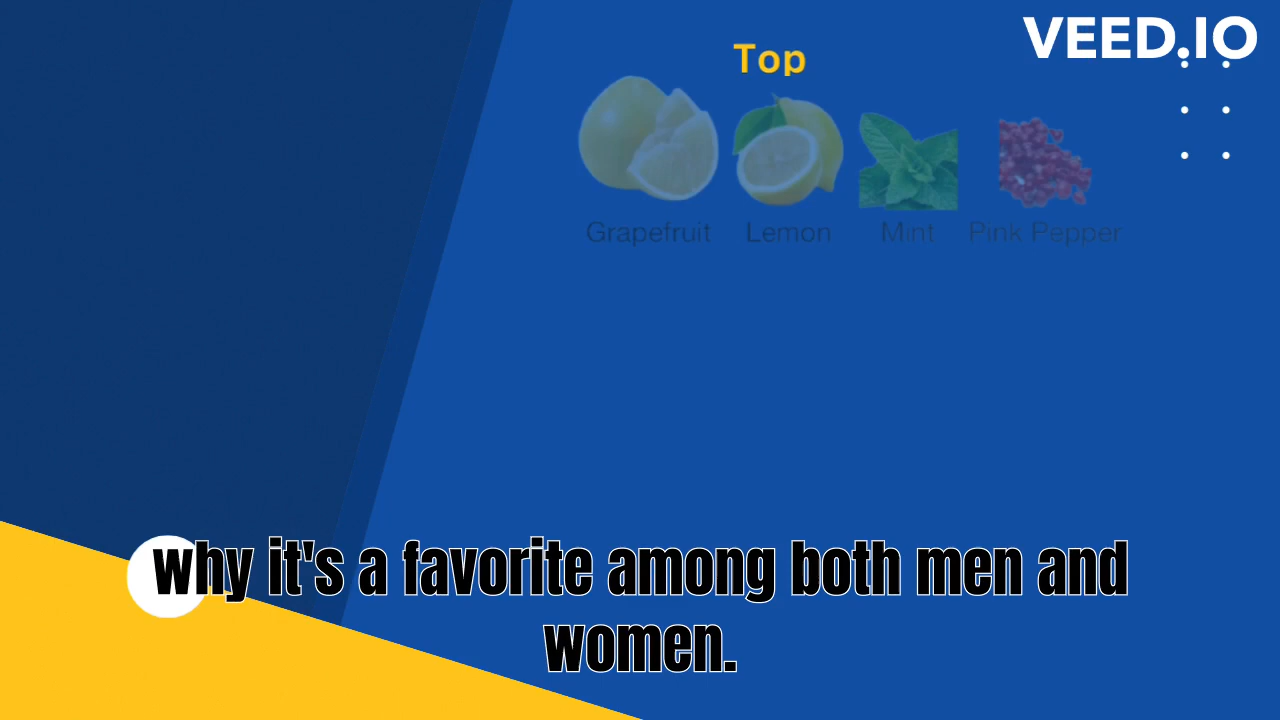 VEED.IO
Top
Grapefruit Lemon Mint Pink Pepper
why it's a favorite among both men and
women.